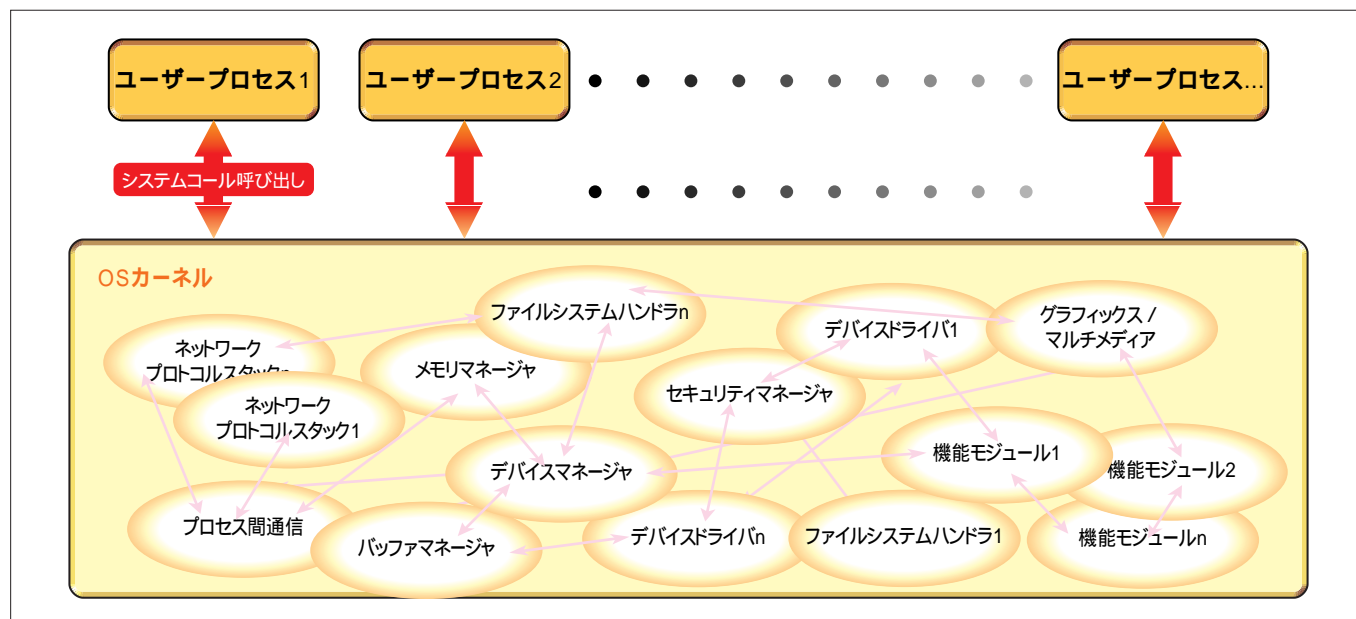 ユーザープロセス1
ユーザープロセス2
ユーザープロセス...
システムコール呼び出し
OSカーネル
ファイルシステムハンドラn
デバイスドライバ1
グラフィックス /
マルチメディア
ネットワーク
プロトコルスタックn
メモリマネージャ
セキュリティマネージャ
ネットワーク
プロトコルスタック1
デバイスマネージャ
機能モジュール1
機能モジュール2
プロセス間通信
バッファマネージャ
デバイスドライバn
ファイルシステムハンドラ1
機能モジュールn